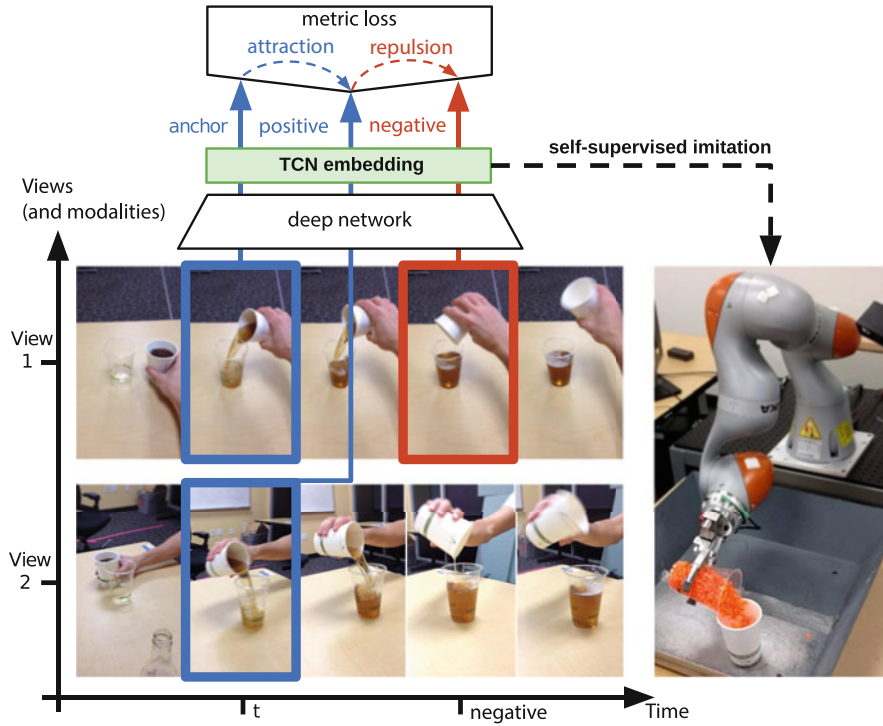 metric loss
attraction
repulsion
anchor
positive
negative
TCN embedding
self-supervised imitation
Views
(and modalities)
deep network
View
1
View
2
KUKA
t
negative
Time